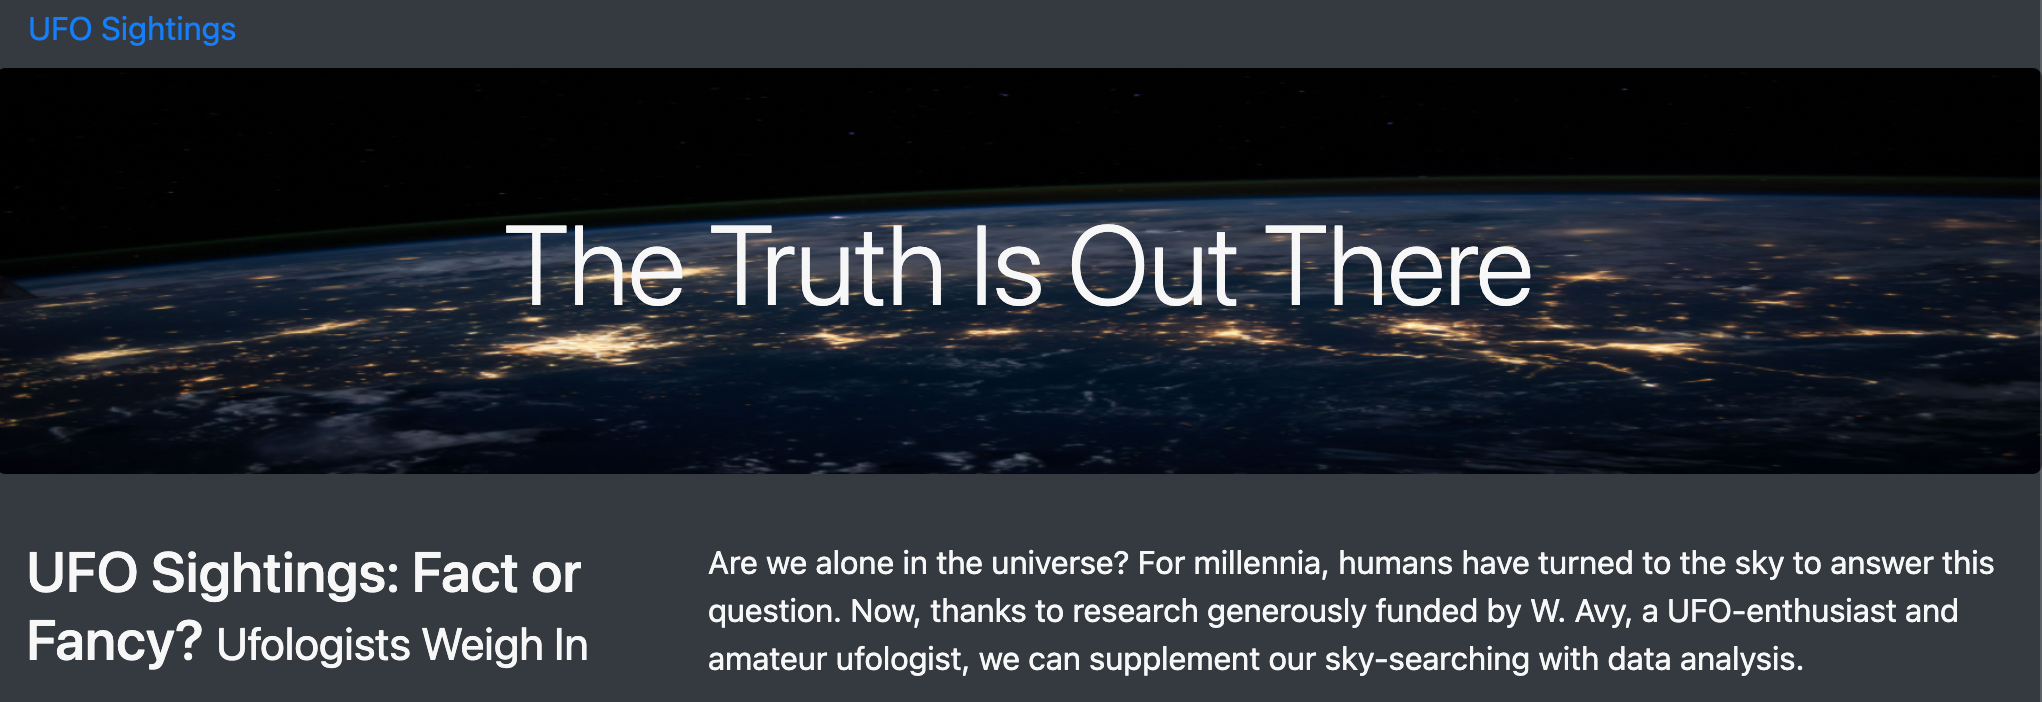 UFO Sightings
The Truth Is Out There
UFO Sightings: Fact or
Fancy? Ufologists Weigh In
Are we alone in the universe? For millennia, humans have turned to the sky to answer this
question. Now, thanks to research generously funded by W. Avy, a UFO-enthusiast and
amateur ufologist, we can supplement our sky-searching with data analysis.